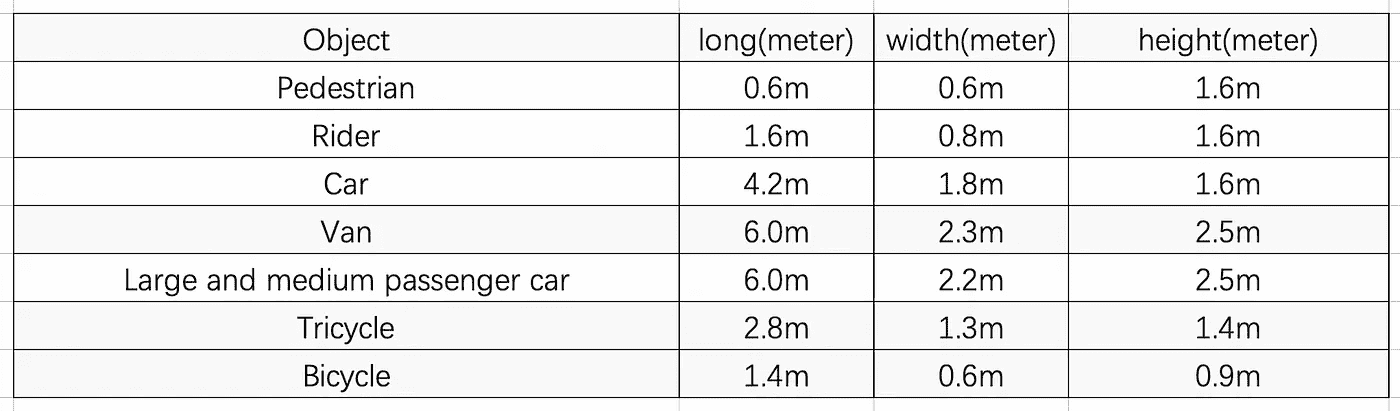 Object long(meter) width(meter) height(meter)
Pedestrian 0.6m 0.6m 1.6m
Rider 1.6m 0.8m 1.6m
Car 4.2m 1.8m 1.6m
Van 6.0m 2.3m 2.5m
Large and medium passenger car 6.0m 2.2m 2.5m
Tricycle 2.8m 1.3m 1.4m
Bicycle 1.4m 0.6m 0.9m